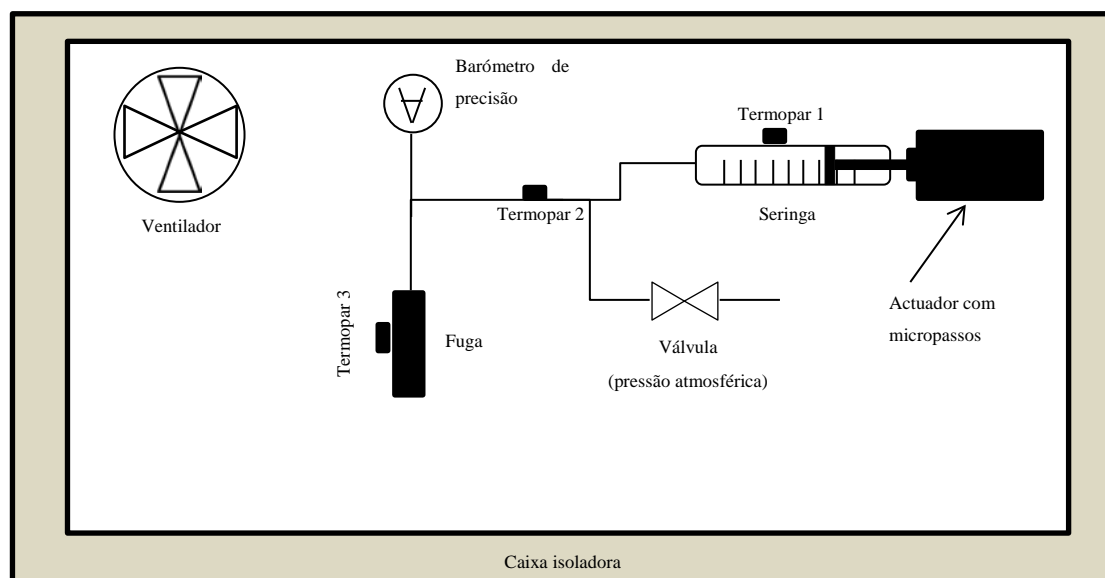 Barómetro de
precisão
Termopar 1
Ventilador
Termopar 2
Seringa
Termopar 3
Fuga
Válvula
(pressão atmosférica)
Actuador com
micropassos
Caixa isoladora